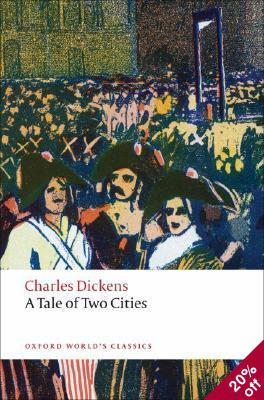 Charles Dickens
A Tale of Two Cities
OXFORD WORLD'S CLASSICS
20%
off